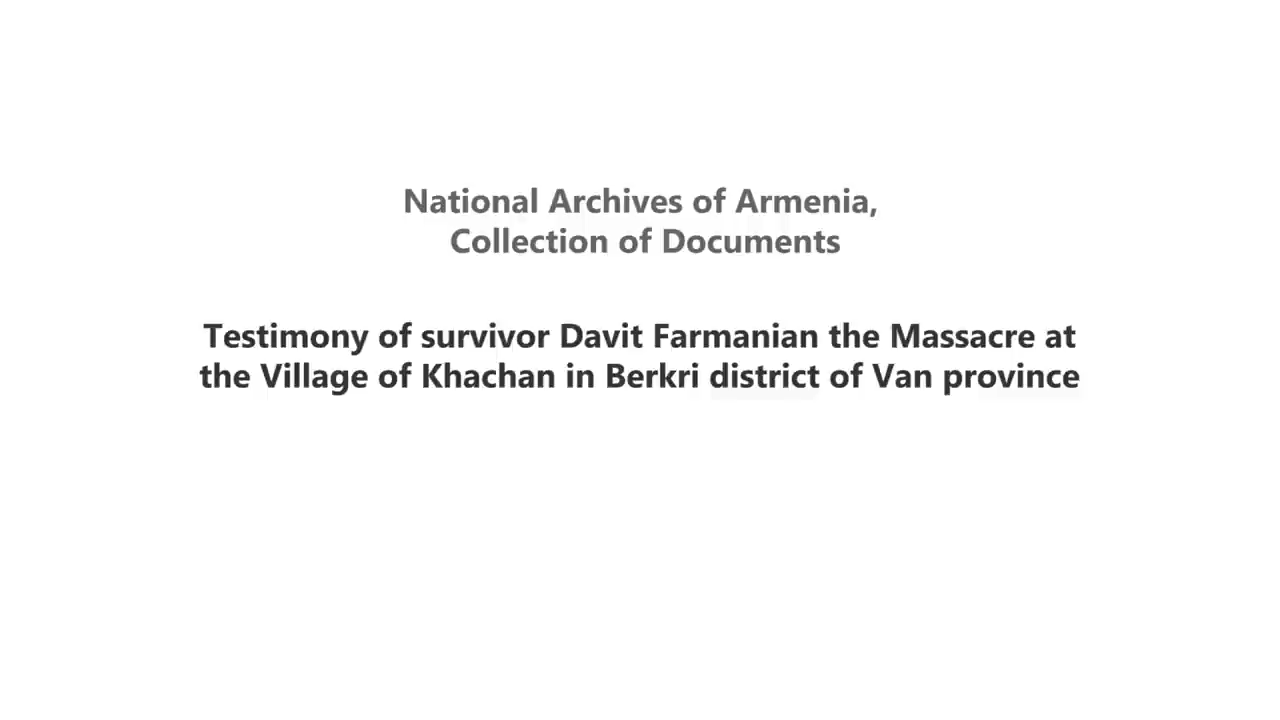 National Archives of Armenia,
Collection of Documents
Testimony of survivor Davit Farmanian the Massacre at
the Village of Khachan in Berkri district of Van province